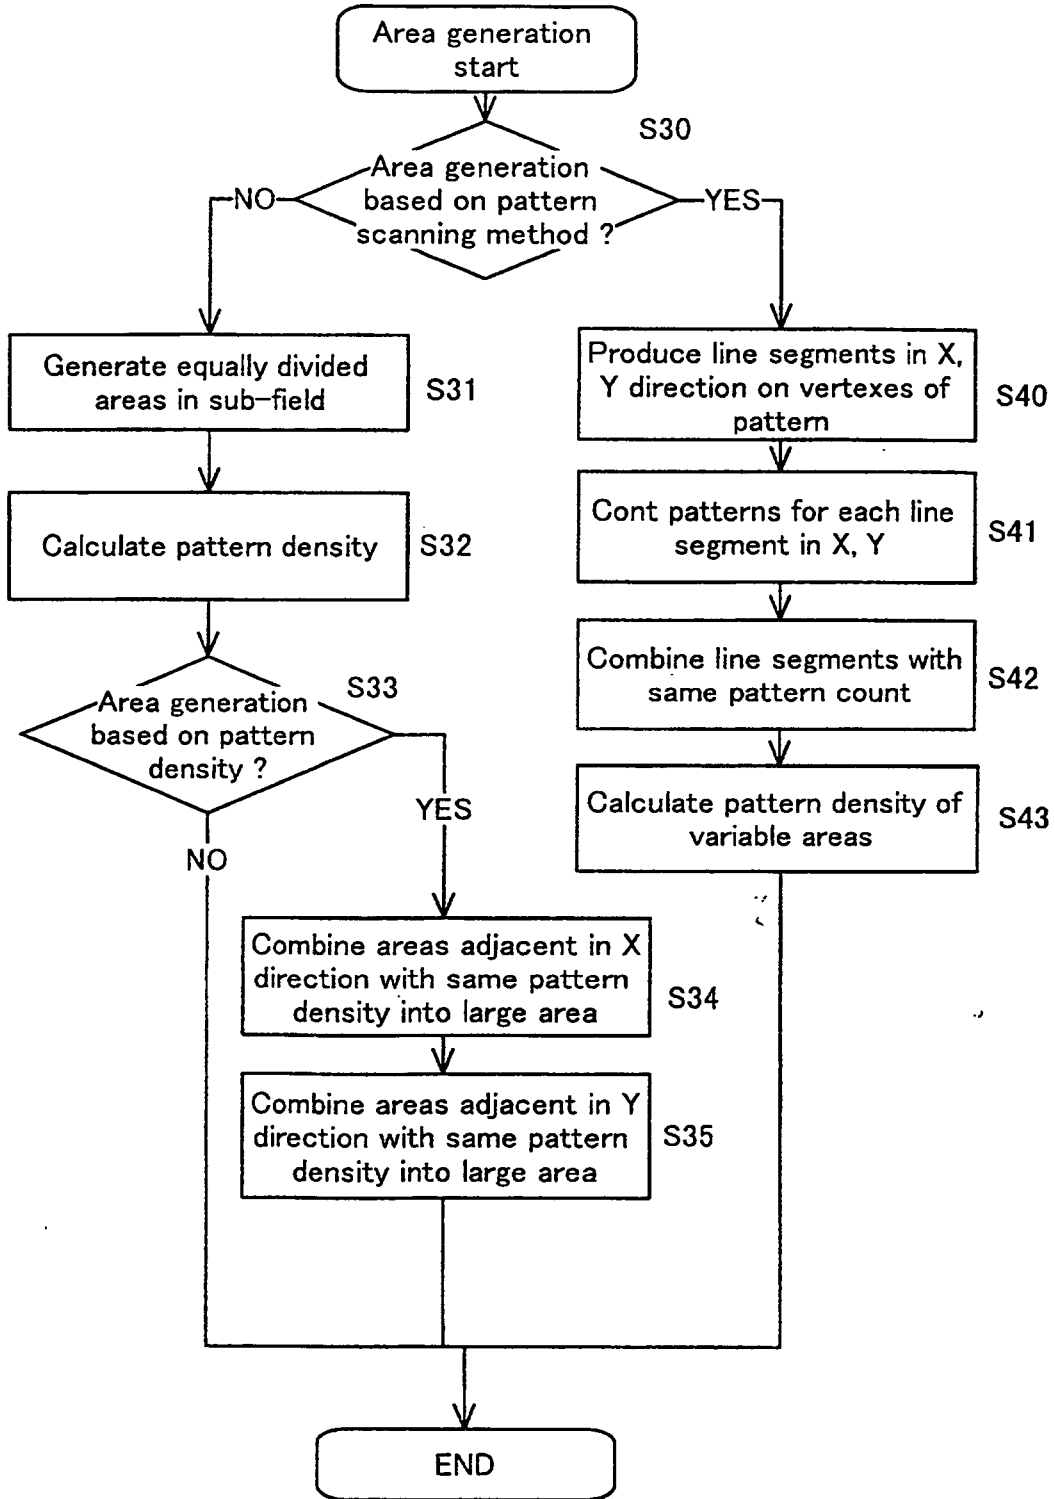 Area generation
start
S30
Area generation
based on pattern
scanning method ?
NO
YES
Generate equally divided
areas in sub-field
S31
Produce line segments in X,
Y direction on vertexes of
pattern
S40
Calculate pattern density
S32
Cont patterns for each line
segment in X, Y
S41
Combine line segments with
same pattern count
S42
S33
Area generation
based on pattern
density ?
YES
NO
Calculate pattern density of
variable areas
S43
Combine areas adjacent in X
direction with same pattern
density into large area
S34
Combine areas adjacent in Y
direction with same pattern
density into large area
S35
END